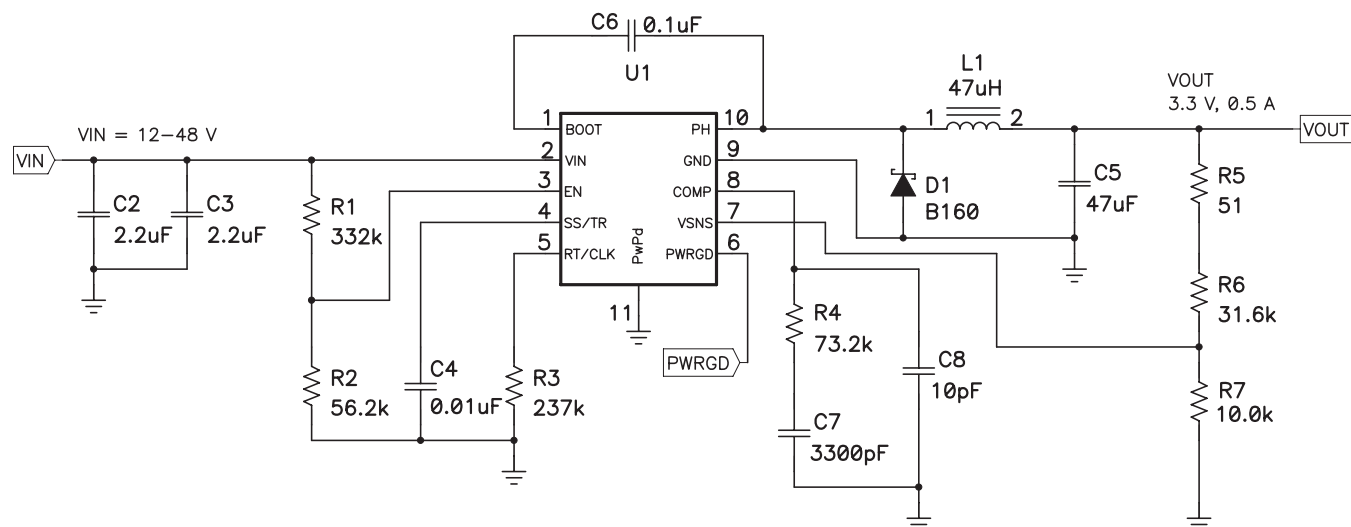 C6 0.1uF
U1
VIN = 12-48 V
VIN
C2
2.2uF
C3
2.2uF
R1
332k
R2
56.2k
C4
0.01uF
R3
237k
1 BOOT
2 VIN
3 EN
4 SS/TR
5 RT/CLK
PwPd
11
PH 10
GND 9
COMP 8
VSNS 7
PWRGD 6
PWRGD
R4
73.2k
C7
3300pF
C8
10pF
L1
47uH
1 2
D1
B160
C5
47uF
VOUT
3.3 V, 0.5 A
VOUT
R5
51
R6
31.6k
R7
10.0k